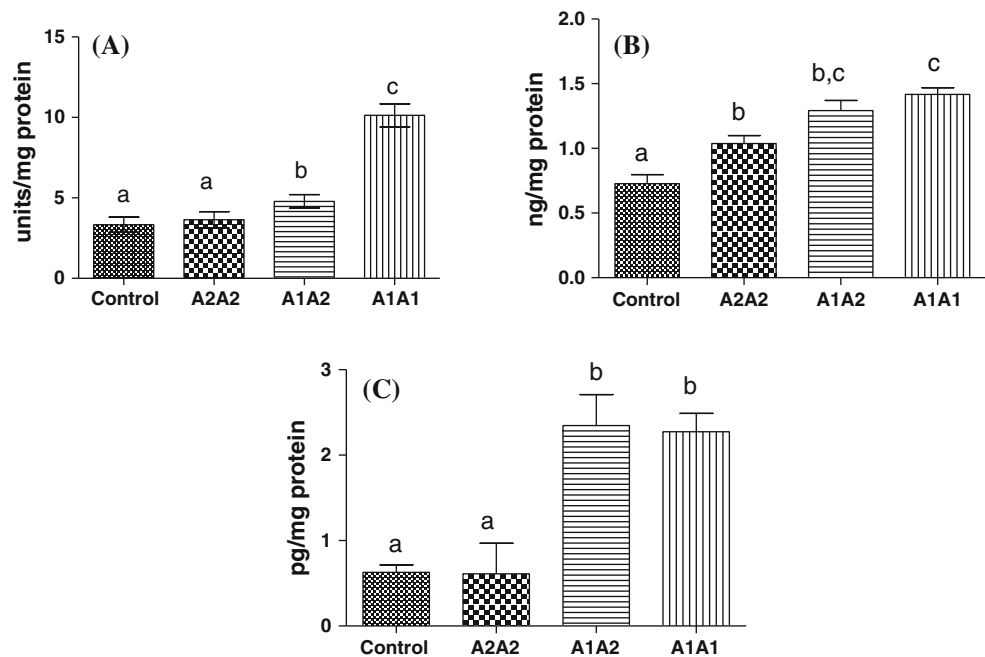 (A)
units/mg protein
15
10
5
0
a
a
b
c
Control A2A2 A1A2 A1A1
(B)
ng/mg protein
2.0
1.5
1.0
0.5
0.0
a
b
b,c
c
Control A2A2 A1A2 A1A1
(C)
pg/mg protein
3
2
1
0
a
a
b
b
Control A2A2 A1A2 A1A1